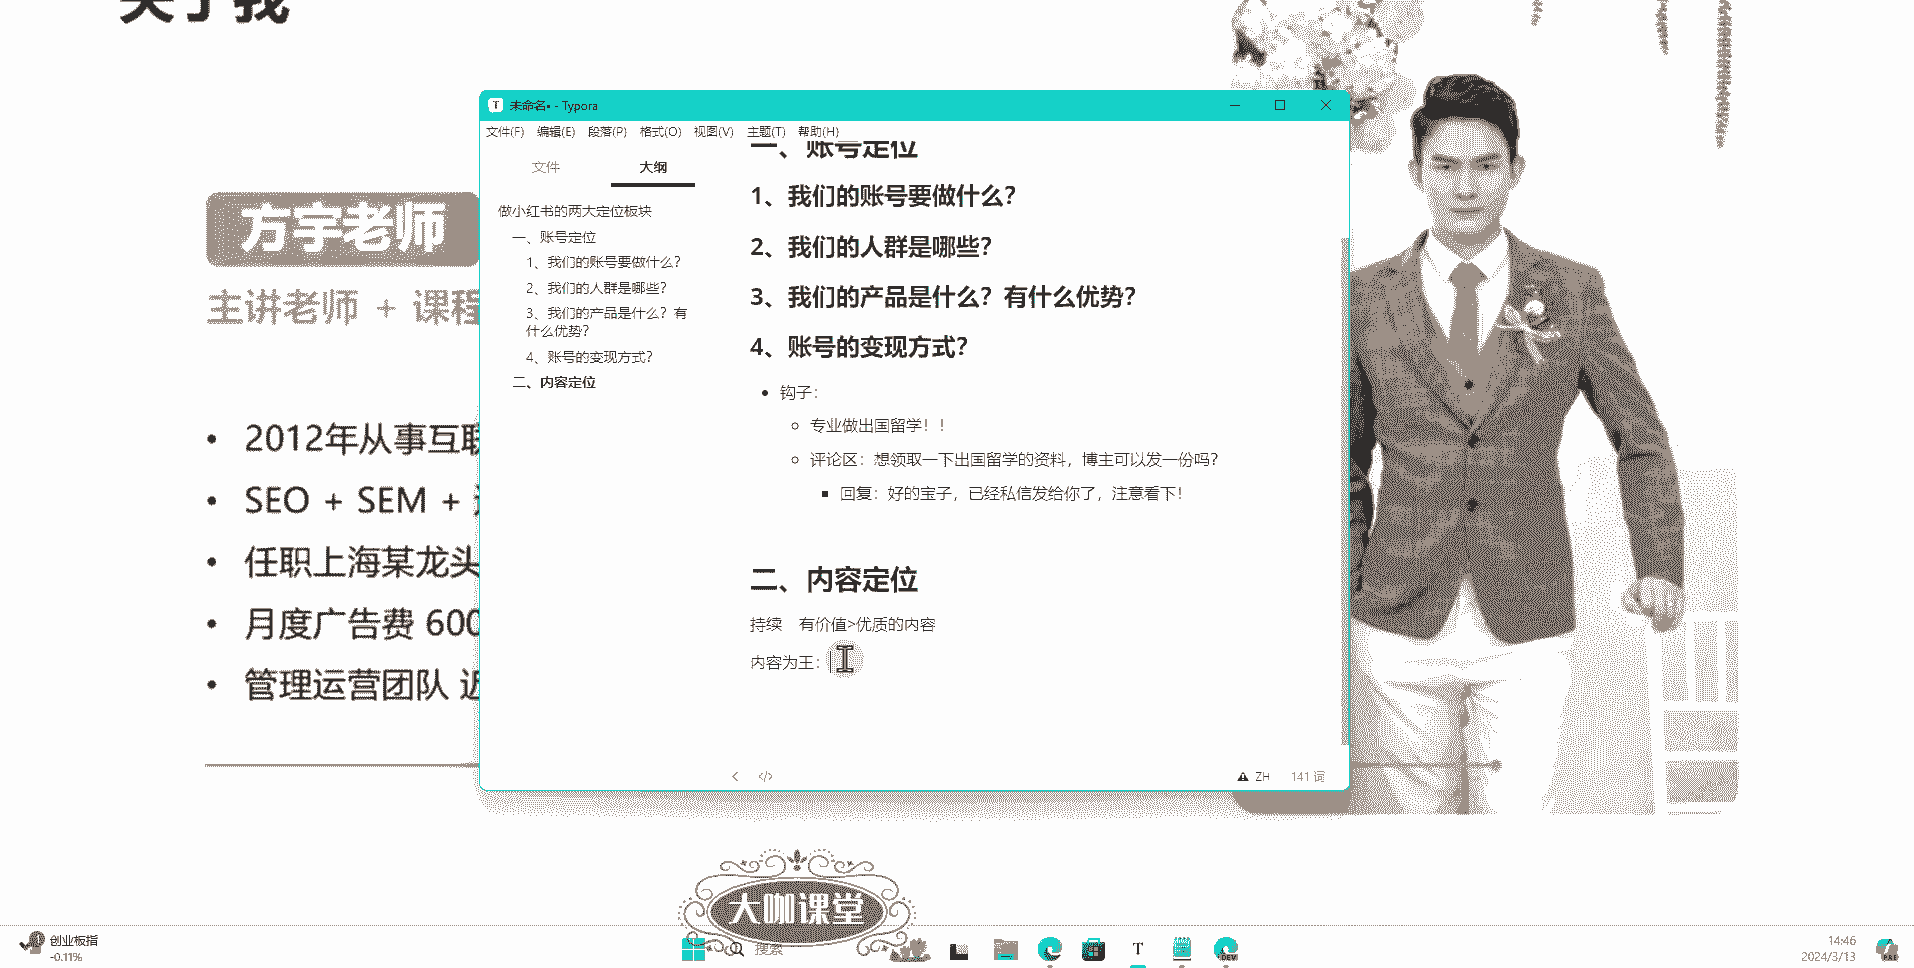 关于我
方宇老师
主讲老师 + 课程
2012年从事互联
SEO + SEM +
任职上海某龙头
月度广告费 600
管理运营团队 近
未命名• - Typora
文件(F) 编辑(E) 段落(P) 格式(O) 视图(V) 主题(T) 帮助(H)
文件 大纲
做小红书的两大定位板块
一、账号定位
1、我们的账号要做什么？
2、我们的人群是哪些？
3、我们的产品是什么？有
什么优势？
4、账号的变现方式？
二、内容定位
一、账号定位
1、我们的账号要做什么？
2、我们的人群是哪些？
3、我们的产品是什么？有什么优势？
4、账号的变现方式？
钩子：
专业做出国留学！！
评论区：想领取一下出国留学的资料，博主可以发一份吗？
回复：好的宝子，已经私信发给你了，注意看下！
二、内容定位
持续 有价值>优质的内容
内容为王：
</> ZH 141 词
大咖课堂
创业板指
-0.11%
搜索
T
DEV
14:46
2024/3/13
PRE